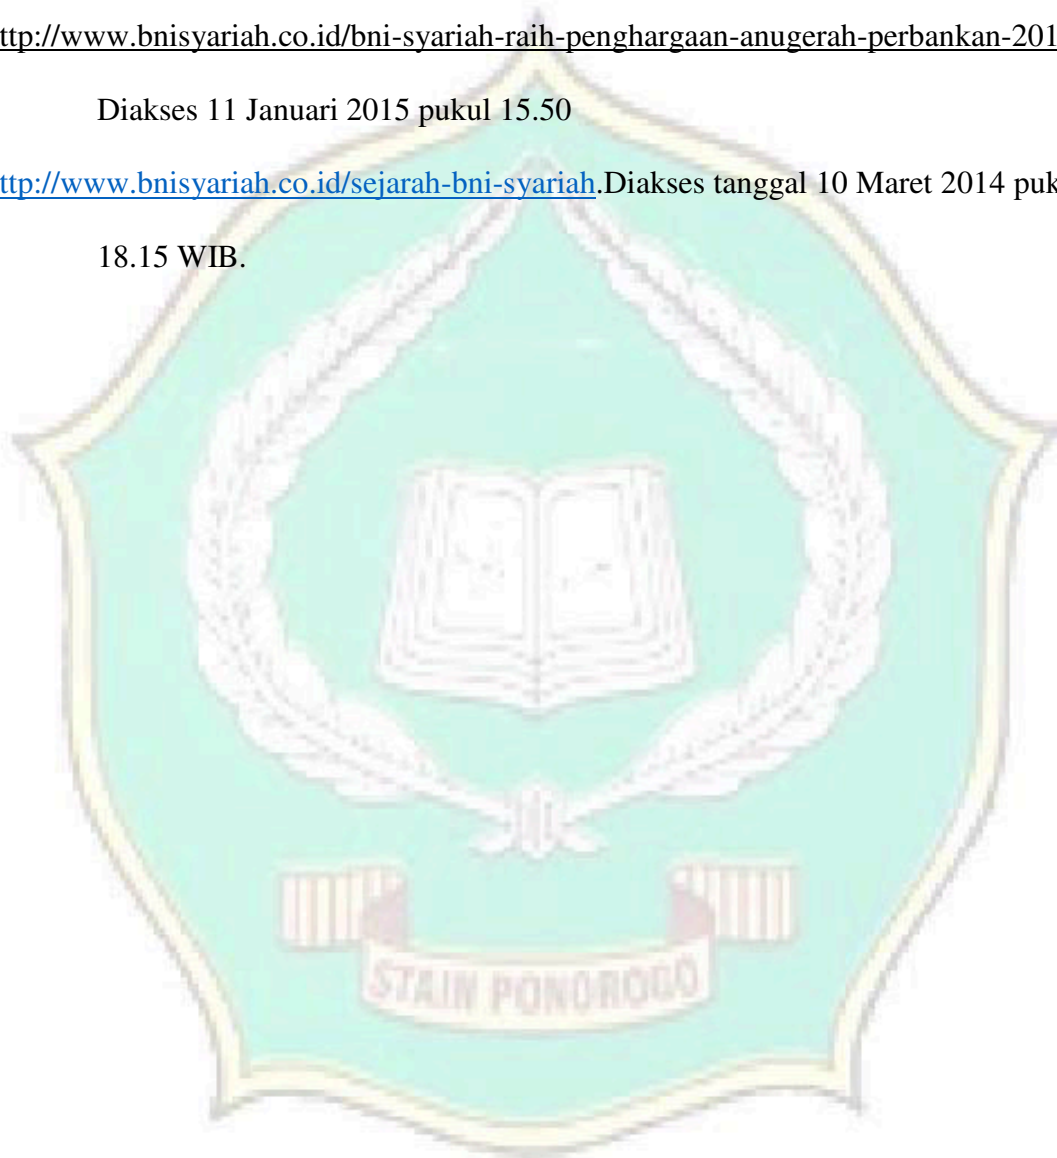 ttp://www.bnisyariah.co.id/bni-syariah-raih-penghargaan-anugerah-perbankan-201
Diakses 11 Januari 2015 pukul 15.50
ttp://www.bnisyariah.co.id/sejarah-bni-syariah.Diakses tanggal 10 Maret 2014 puk
18.15 WIB.
STAIN PONOROGO